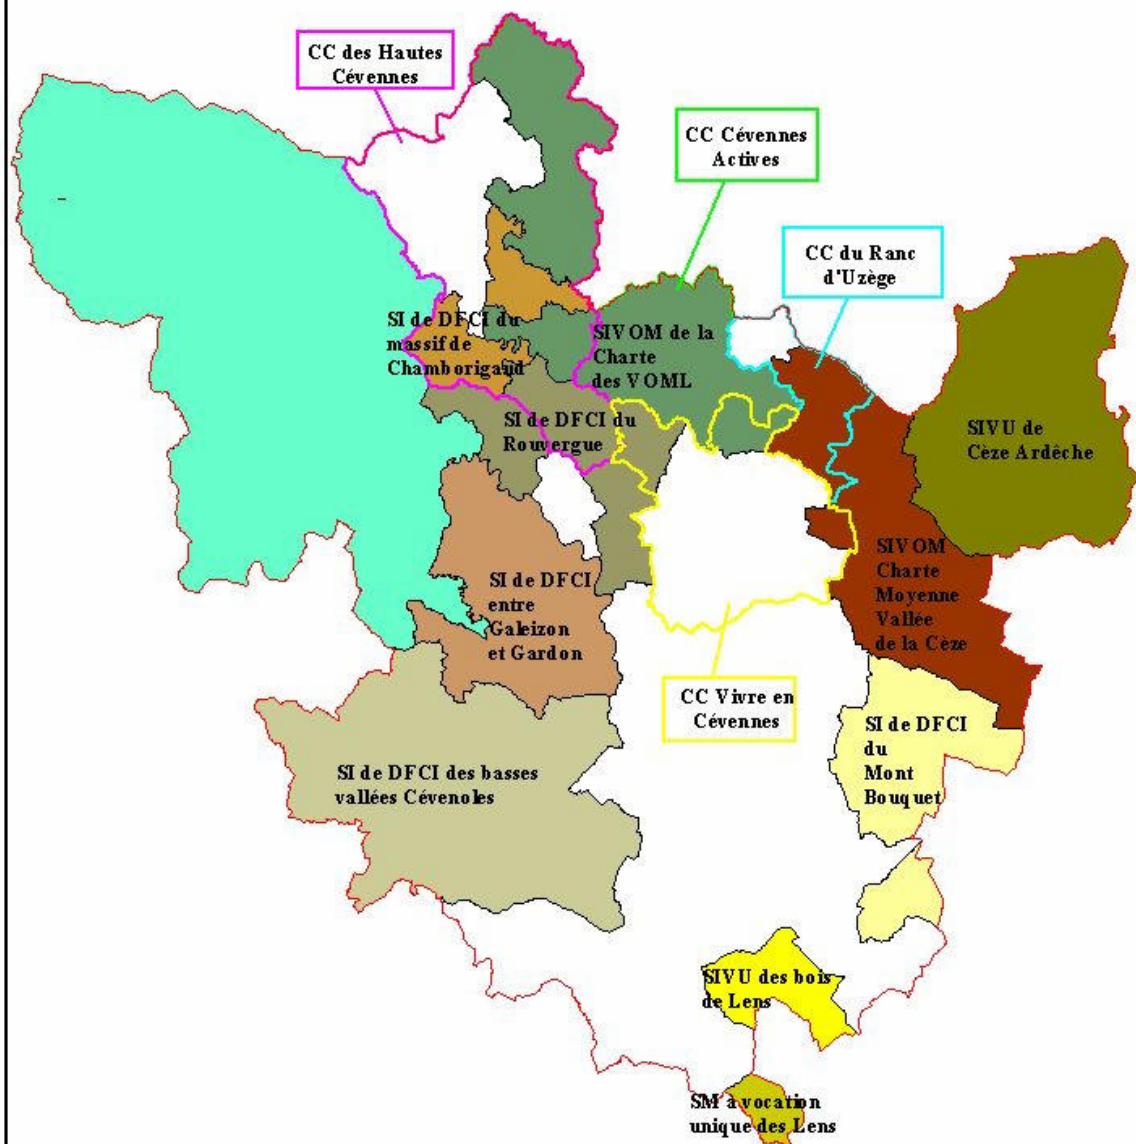 CC des Hautes
Cévennes
CC Cévennes
Actives
CC du Ranc
d'Uzège
SI de DFCI du
massif de
Chamborigaud
SIVOM de la
Charte
des VOML
SI de DFCI du
Rouvergue
SIVU de
Cèze Ardêche
SI de DFCI
entre
Galeizon
et Gardon
SIVOM
Charte
Moyenne
Vallée
de la Cèze
CC Vivre en
Cévennes
SI de DFCI
du
Mont
Bouquet
SI de DFCI des basses
vallées Cévenoles
SIVU des bois
de Lens
SM à vocation
unique des Lens